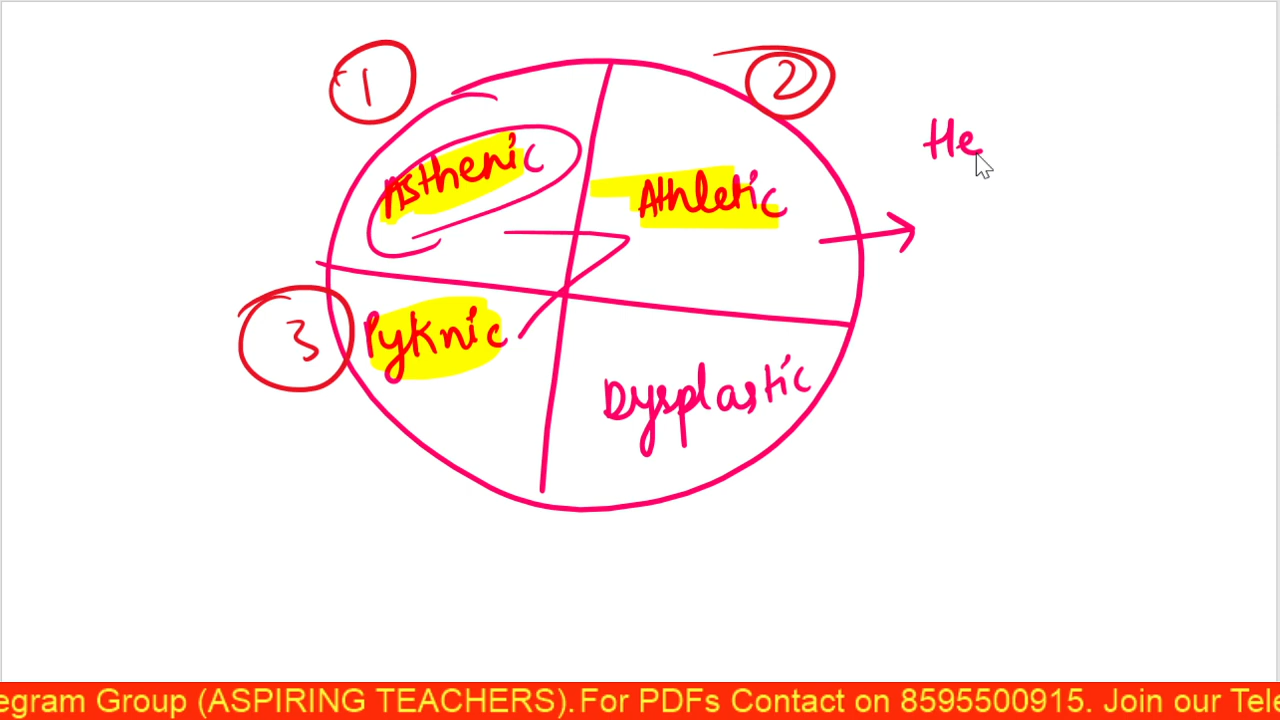 1
2
He
Asthenic
Athletic
3
Pyknic
Dysplastic
egram Group (ASPIRING TEACHERS).For PDFs Contact on 8595500915. Join our Tele